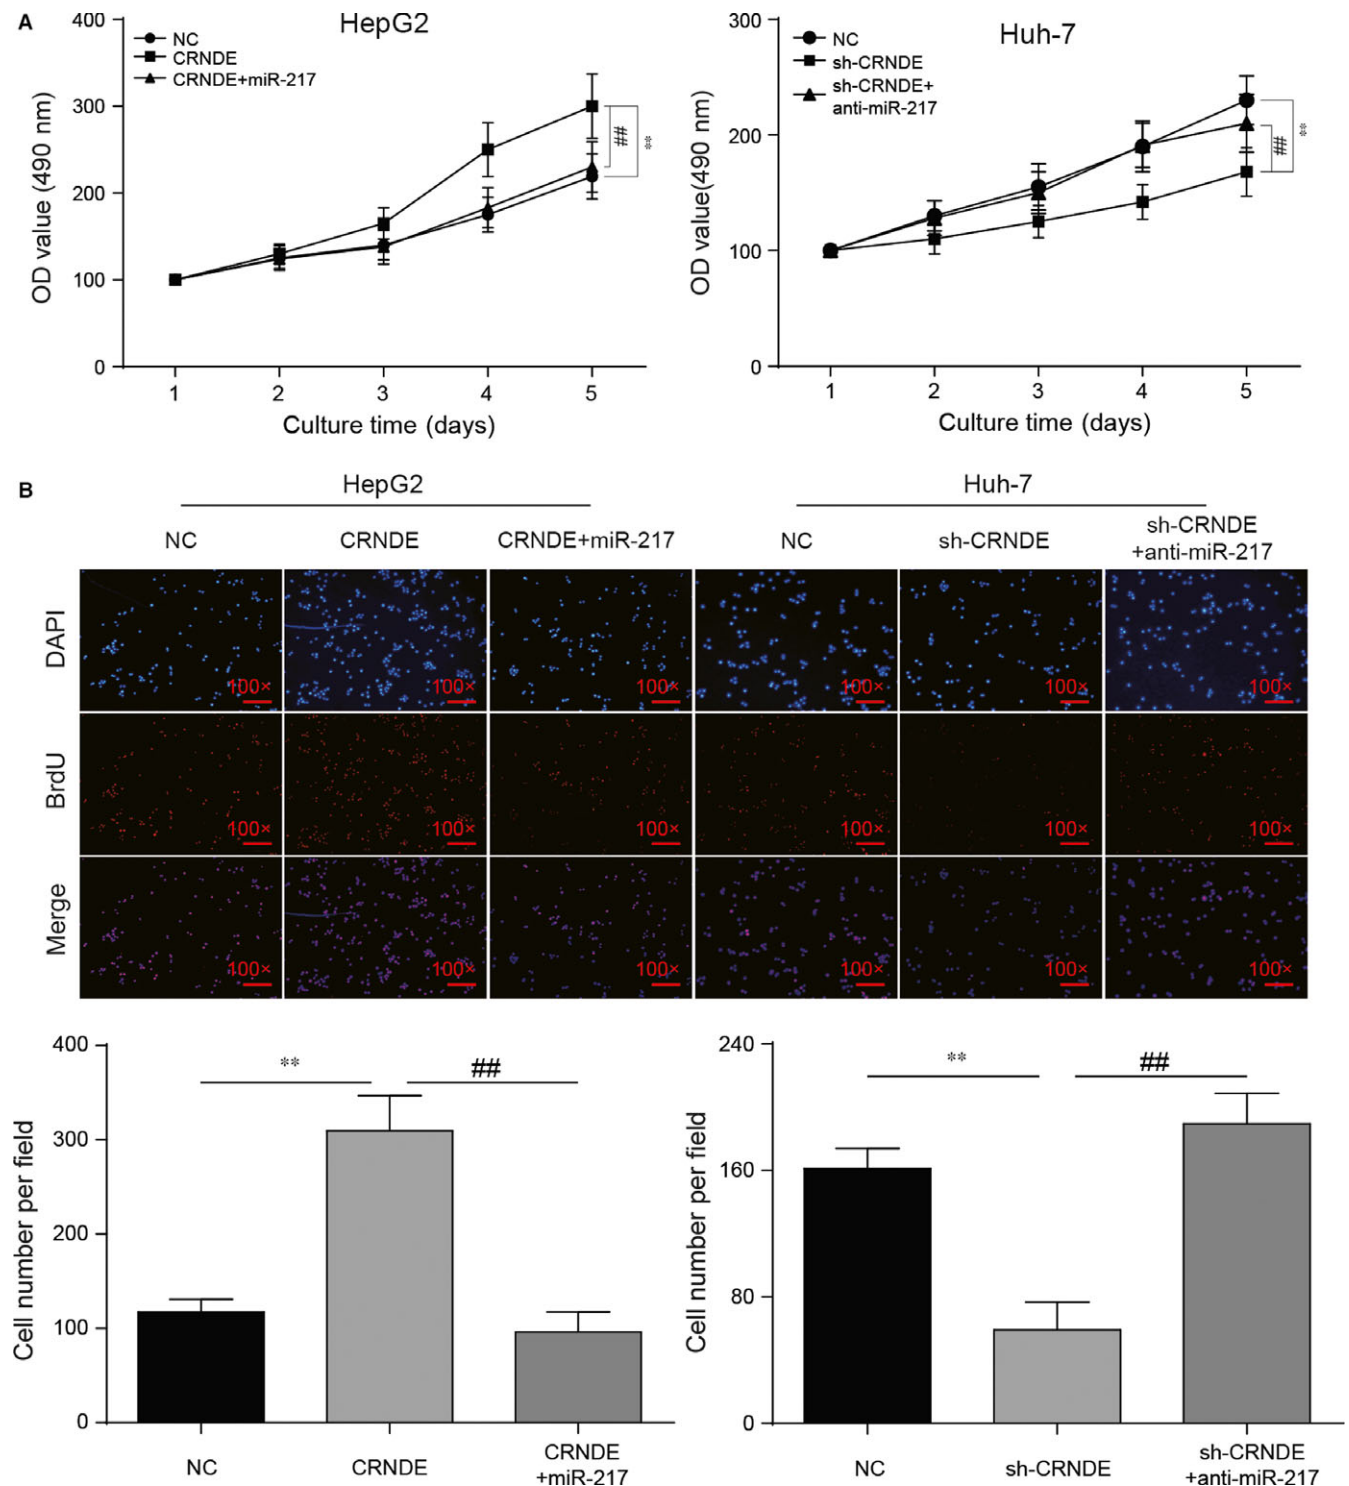 A
HepG2
400
300
200
100
0
OD value (490 nm)
NC
CRNDE
CRNDE+miR-217
##
**
1 2 3 4 5
Culture time (days)
Huh-7
300
200
100
0
OD value(490 nm)
NC
sh-CRNDE
sh-CRNDE+
anti-miR-217
##
**
1 2 3 4 5
Culture time (days)
B
HepG2
Huh-7
NC
CRNDE
CRNDE+miR-217
NC
sh-CRNDE
sh-CRNDE
+anti-miR-217
DAPI
100× 100× 100× 100× 100× 100×
BrdU
100× 100× 100× 100× 100× 100×
Merge
100× 100× 100× 100× 100× 100×
Cell number per field
400
300
200
100
0
**
##
NC
CRNDE
CRNDE
+miR-217
Cell number per field
240
160
80
0
**
##
NC
sh-CRNDE
sh-CRNDE
+anti-miR-217